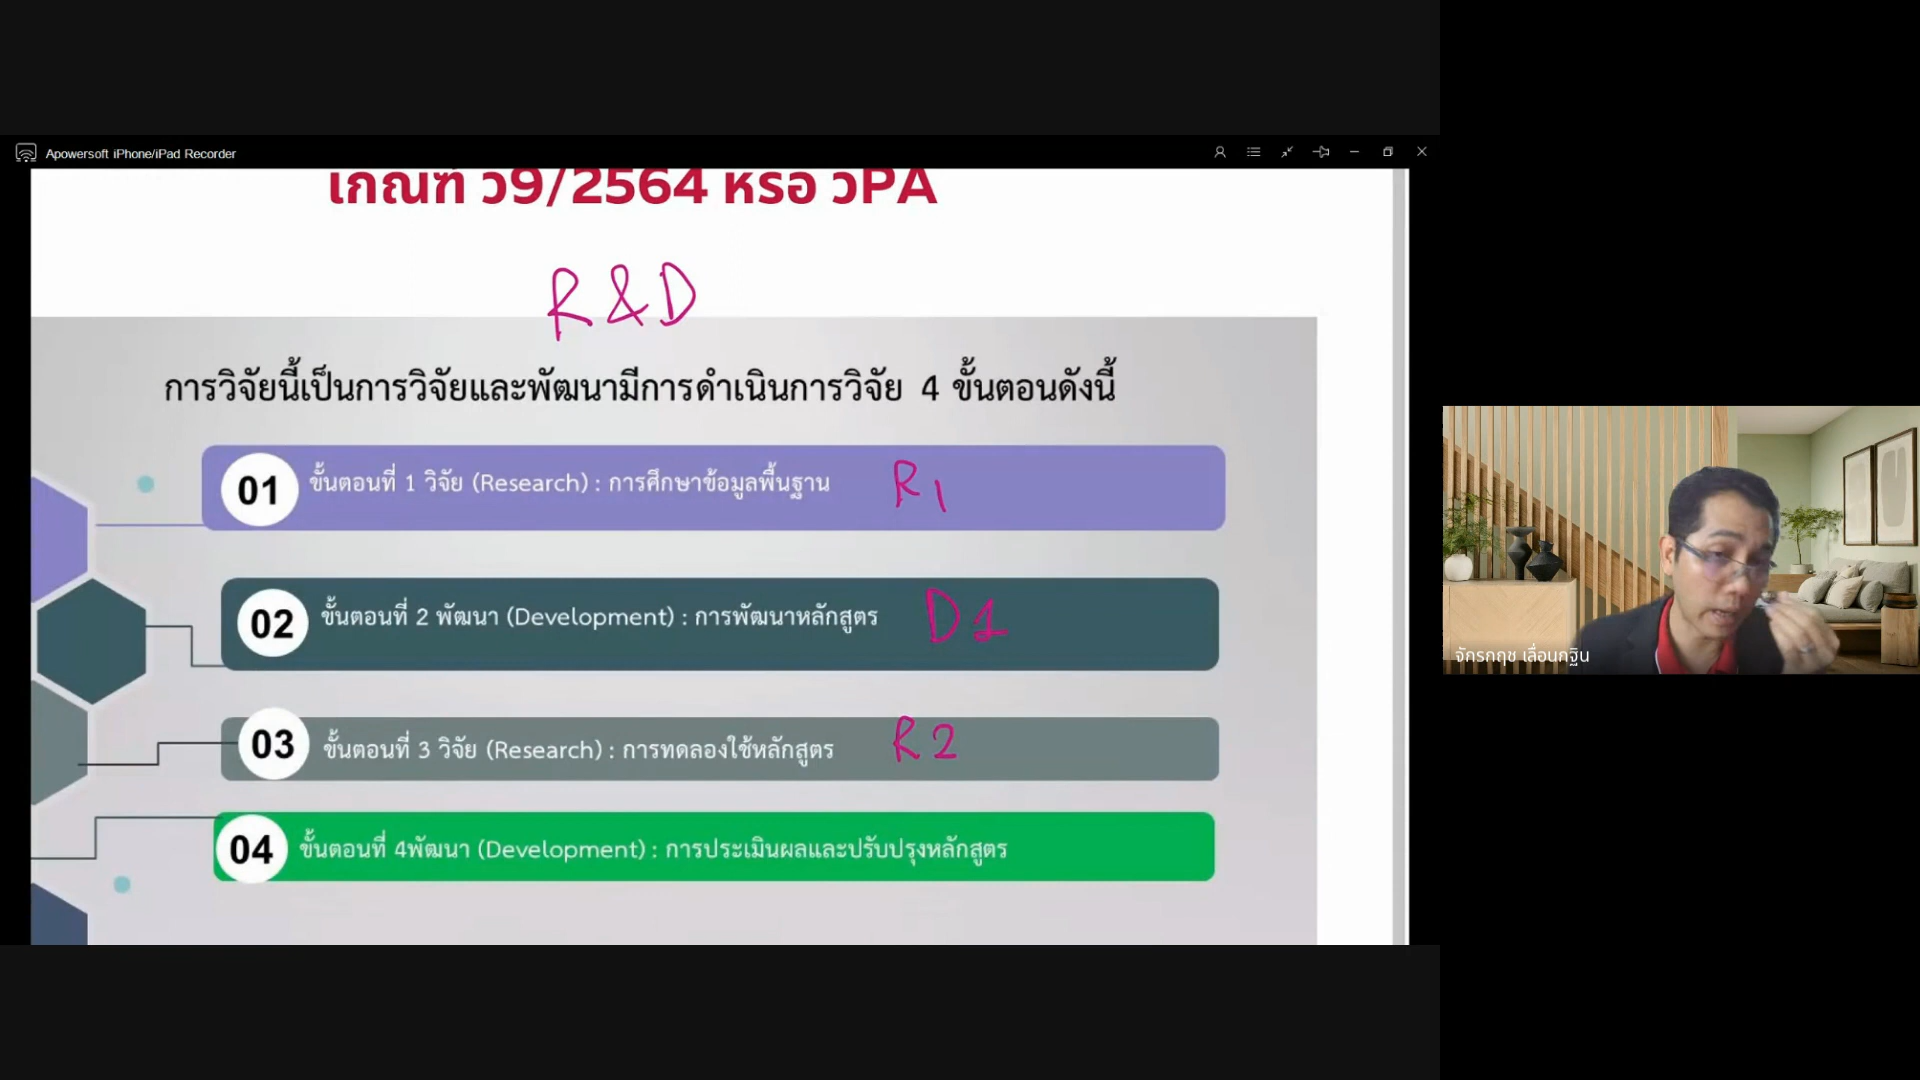 Apowersoft iPhone/iPad Recorder
เกณฑ์ ว9/2564 หรือ วPA
R&D
การวิจัยนี้เป็นการวิจัยและพัฒนามีการดำเนินการวิจัย 4 ขั้นตอนดังนี้
01 ขั้นตอนที่ 1 วิจัย (Research) : การศึกษาข้อมูลพื้นฐาน R1
02 ขั้นตอนที่ 2 พัฒนา (Development) : การพัฒนาหลักสูตร D1
03 ขั้นตอนที่ 3 วิจัย (Research) : การทดลองใช้หลักสูตร R2
04 ขั้นตอนที่ 4พัฒนา (Development) : การประเมินผลและปรับปรุงหลักสูตร
จักรกฤช เลื่อนกฐิน